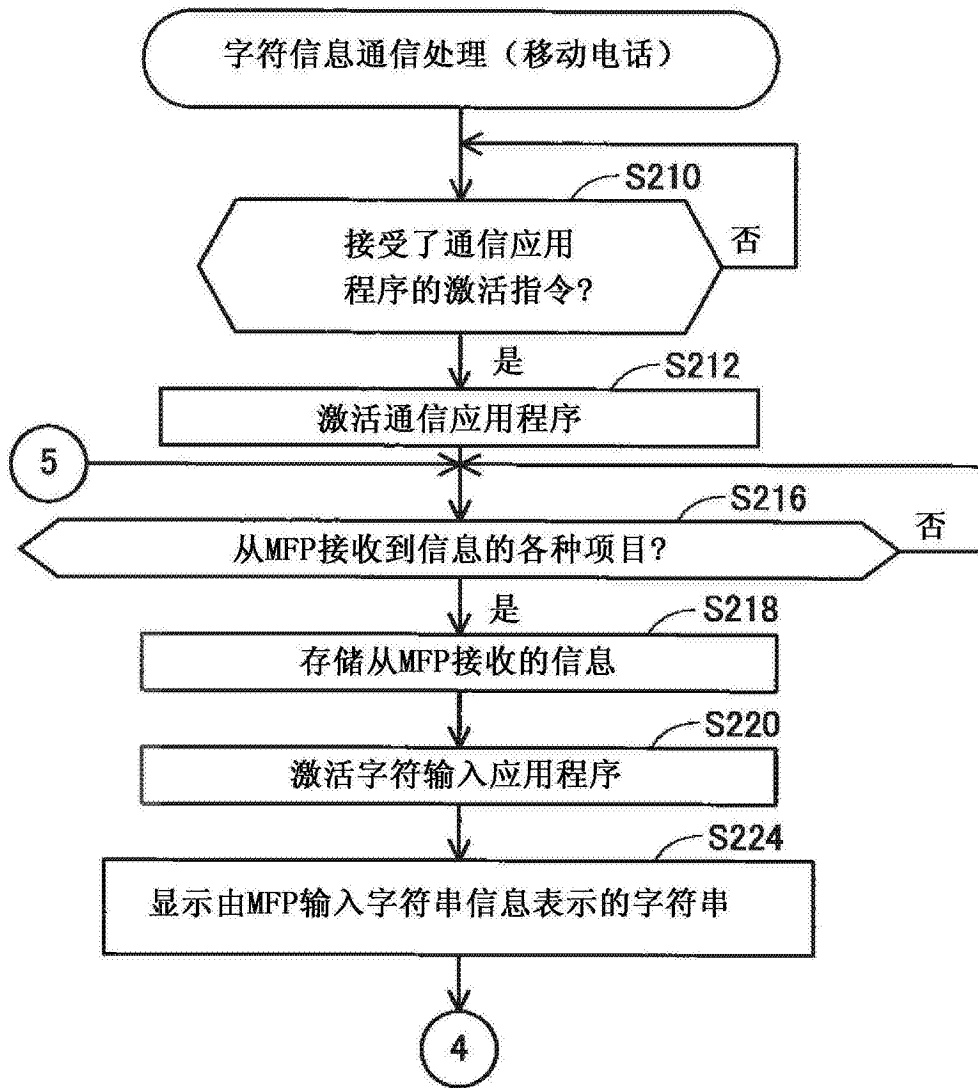 字符信息通信处理（移动电话）
S210
接受了通信应用
程序的激活指令?
否
是
S212
激活通信应用程序
5
S216
从MFP接收到信息的各种项目?
否
是
S218
存储从MFP接收的信息
S220
激活字符输入应用程序
S224
显示由MFP输入字符串信息表示的字符串
4